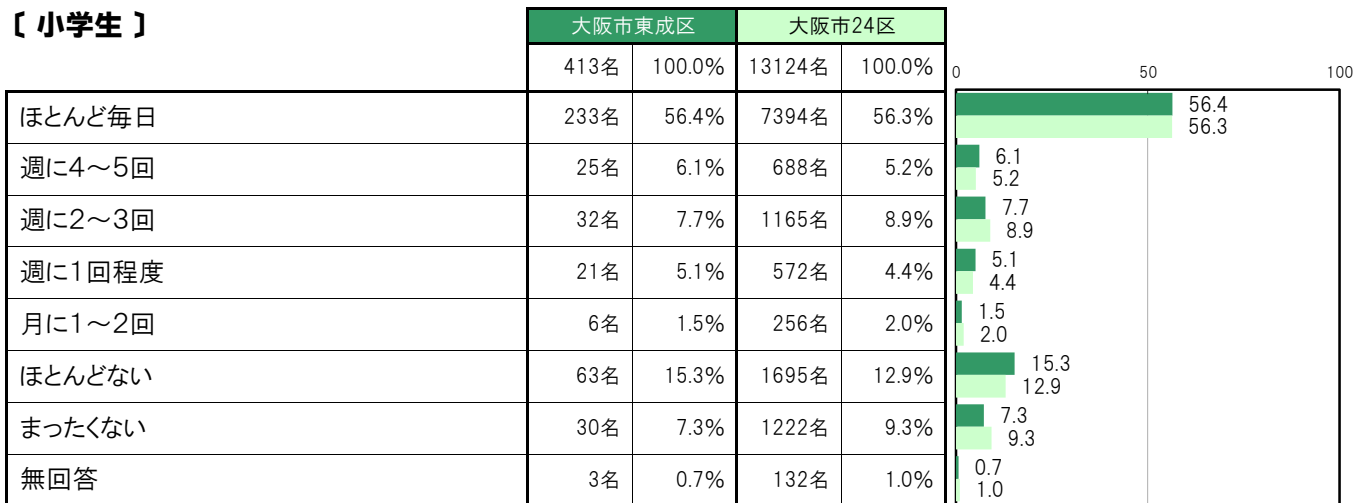 〔 小学生 〕
大阪市東成区 大阪市24区
413名 100.0% 13124名 100.0% 0 50 100
ほとんど毎日 233名 56.4% 7394名 56.3% 56.4
56.3
週に4～5回 25名 6.1% 688名 5.2% 6.1
5.2
週に2～3回 32名 7.7% 1165名 8.9% 7.7
8.9
週に1回程度 21名 5.1% 572名 4.4% 5.1
4.4
月に1～2回 6名 1.5% 256名 2.0% 1.5
2.0
ほとんどない 63名 15.3% 1695名 12.9% 15.3
12.9
まったくない 30名 7.3% 1222名 9.3% 7.3
9.3
無回答 3名 0.7% 132名 1.0% 0.7
1.0